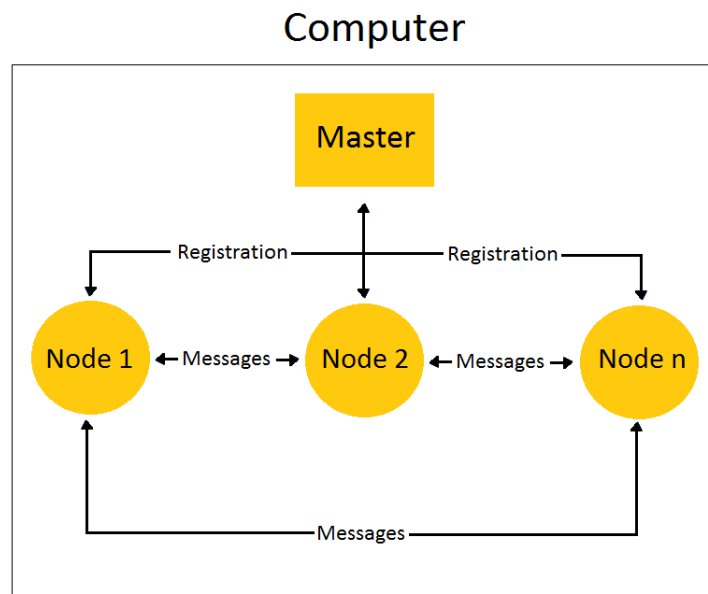 Computer
Master
Registration
Registration
Node 1
Messages
Node 2
Messages
Node n
Messages